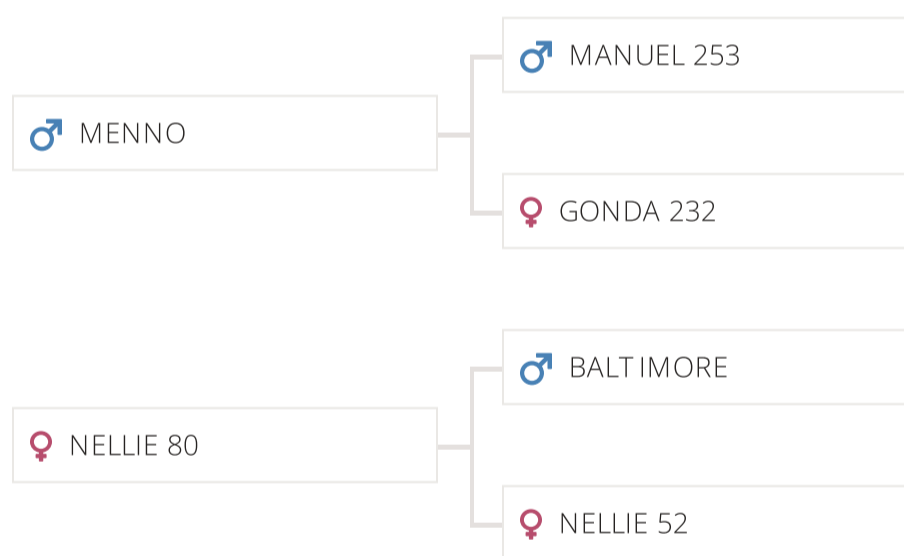 MANUEL 253
MENNO
GONDA 232
BALTIMORE
NELLIE 80
NELLIE 52